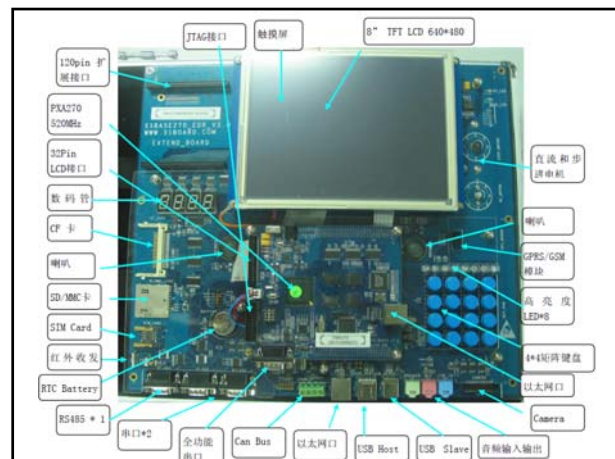 JTAG接口
触摸屏
8” TFT LCD 640*480
120pin 扩
展接口
PXA270
520MHz
32Pin
LCD接口
数码管
CF 卡
喇叭
SD/MMC卡
SIM Card
红外收发
RTC Battery
RS485 * 1
串口*2
全功能
串口
Can Bus
以太网口
USB Host
USB Slave
音频输入输出
Camera
以太网口
4*4矩阵键盘
高亮度
LED*8
GPRS/GSM
模块
喇叭
直流和步
进电机
EXTEND_BOARD